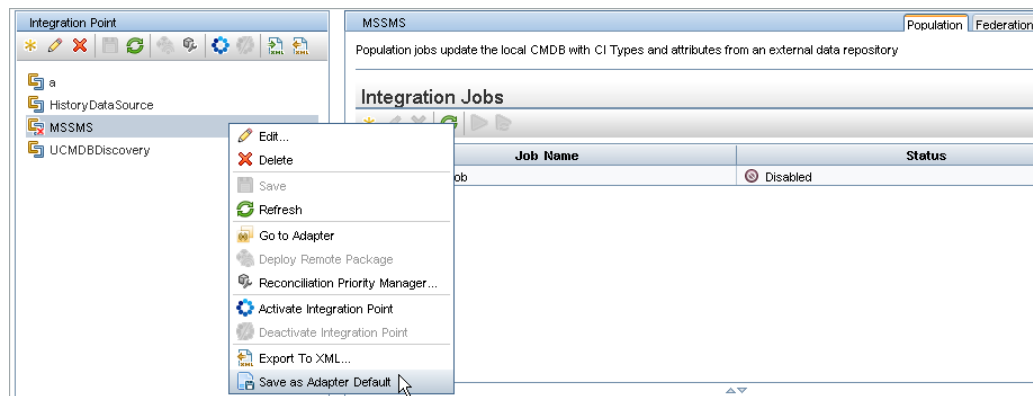 Integration Point
a
HistoryDataSource
MSSMS
UCMDBDiscovery
Edit...
Delete
Save
Refresh
Go to Adapter
Deploy Remote Package
Reconciliation Priority Manager...
Activate Integration Point
Deactivate Integration Point
Export To XML...
Save as Adapter Default
MSSMS
Population Federation
Population jobs update the local CMDB with CI Types and attributes from an external data repository
Integration Jobs
Job Name Status
ob Disabled